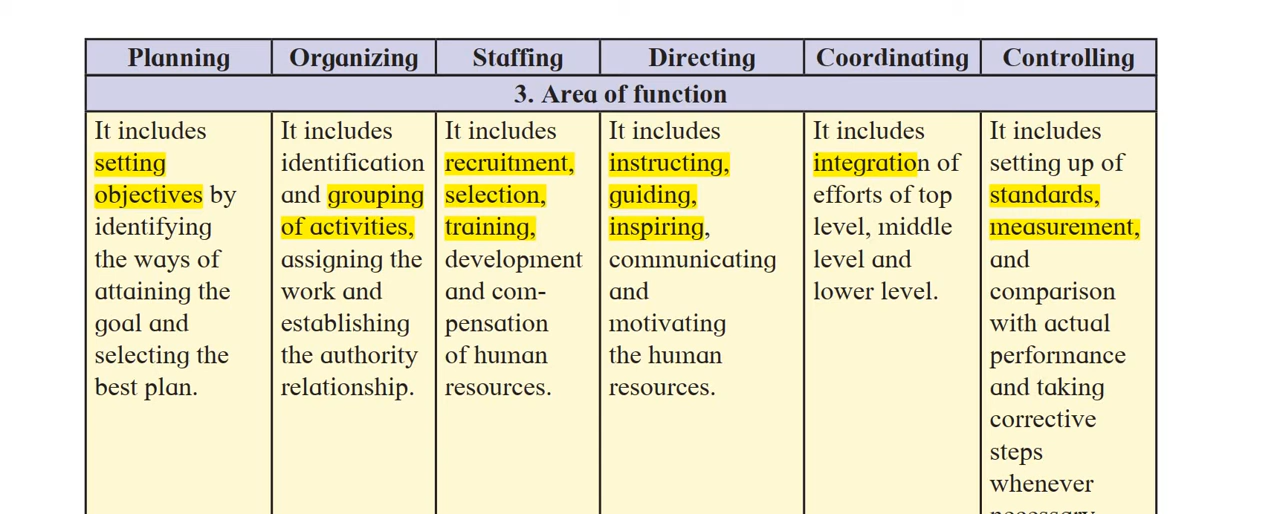 Planning Organizing Staffing Directing Coordinating Controlling
3. Area of function
It includes
setting
objectives by
identifying
the ways of
attaining the
goal and
selecting the
best plan.
It includes
identification
and grouping
of activities,
assigning the
work and
establishing
the authority
relationship.
It includes
recruitment,
selection,
training,
development
and com-
pensation
of human
resources.
It includes
instructing,
guiding,
inspiring,
communicating
and
motivating
the human
resources.
It includes
integration of
efforts of top
level, middle
level and
lower level.
It includes
setting up of
standards,
measurement,
and
comparison
with actual
performance
and taking
corrective
steps
whenever